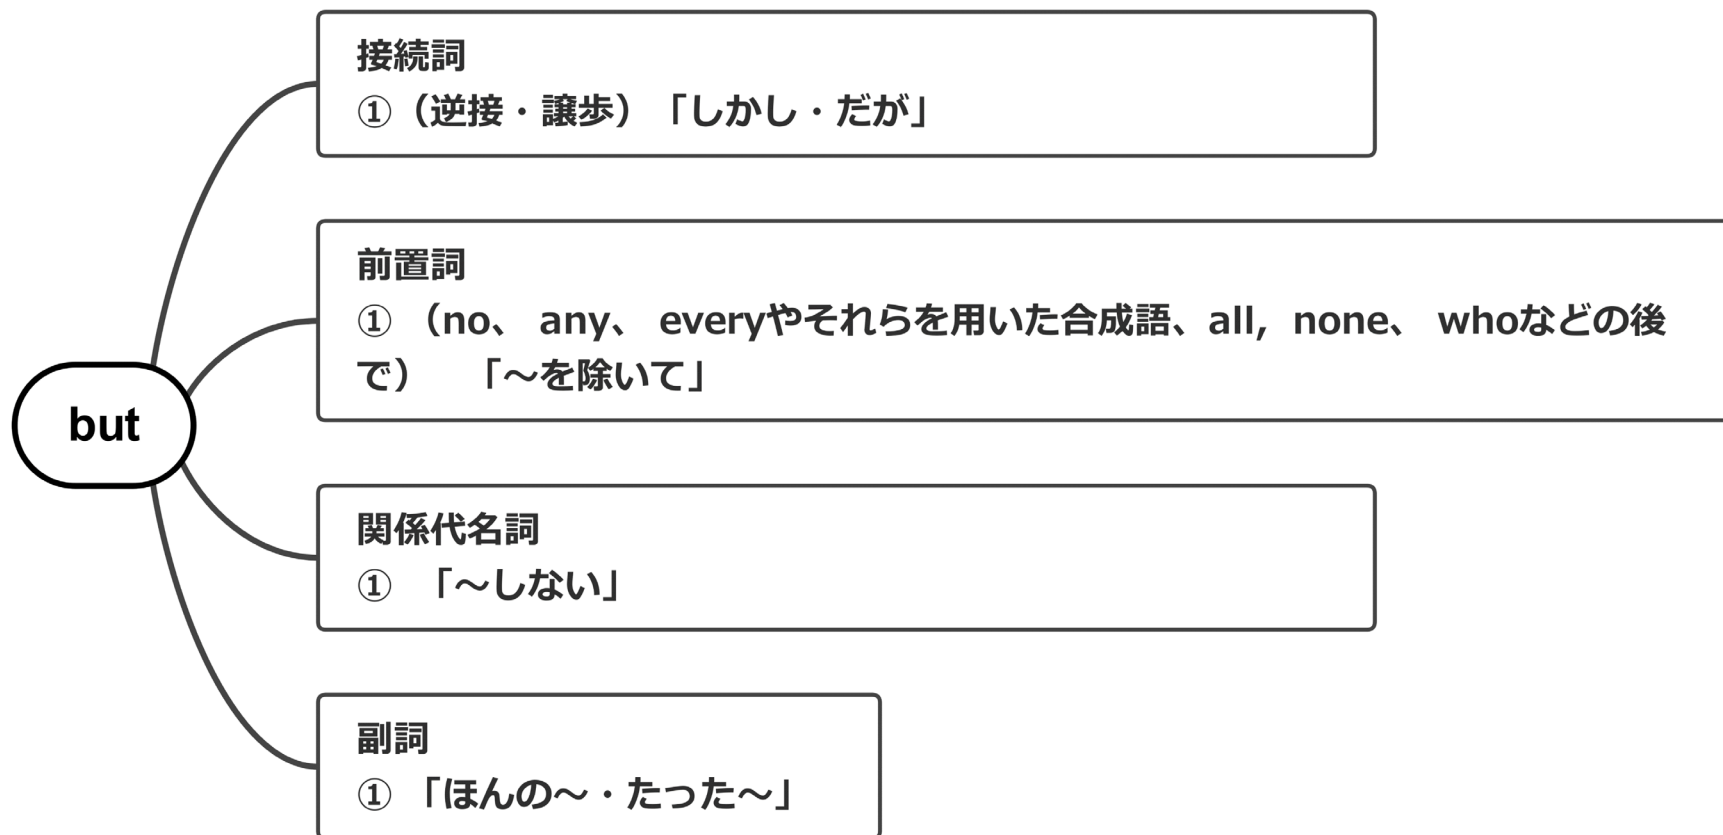 接続詞
①（逆接・譲歩）「しかし・だが」
前置詞
① （no、 any、 everyやそれらを用いた合成語、all,  none、 whoなどの後
で）　「～を除いて」
but
関係代名詞
① 「～しない」
副詞
① 「ほんの～・たった～」